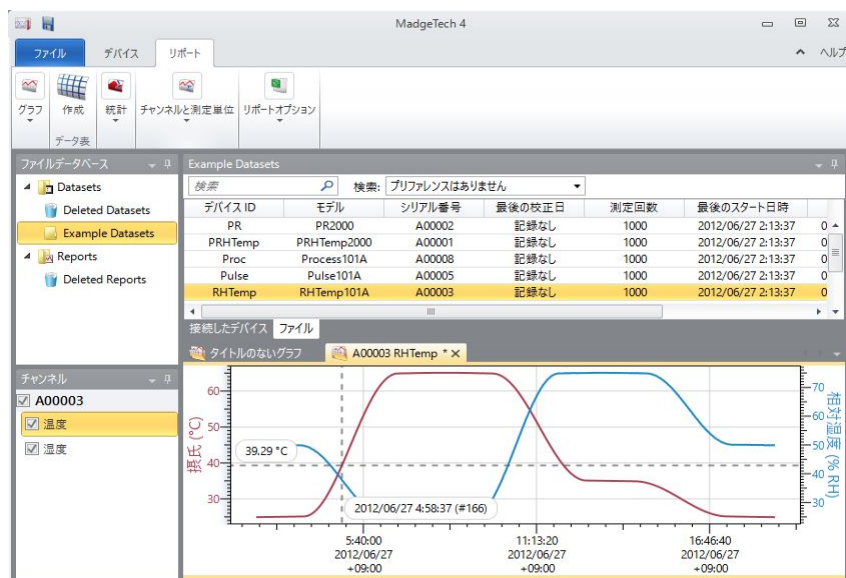 MadgeTech 4
ファイル デバイス リポート ヘルプ
グラフ 作成 統計 チャンネルと測定単位 リポートオプション
データ表
ファイルデータベース
Datasets
Deleted Datasets
Example Datasets
Reports
Deleted Reports
Example Datasets
検索 検索: プリファレンスはありません
デバイス ID モデル シリアル番号 最後の校正日 測定回数 最後のスタート日時
PR PR2000 A00002 記録なし 1000 2012/06/27 2:13:37 0
PRHTemp PRHTemp2000 A00001 記録なし 1000 2012/06/27 2:13:37 0
Proc Process101A A00008 記録なし 1000 2012/06/27 2:13:37 0
Pulse Pulse101A A00005 記録なし 1000 2012/06/27 2:13:37 0
RHTemp RHTemp101A A00003 記録なし 1000 2012/06/27 2:13:37 0
接続したデバイス ファイル
タイトルのないグラフ A00003 RHTemp *
チャンネル
A00003
温度
湿度
摂氏 (°C)
60
50
40
30
39.29 °C
2012/06/27 4:58:37 (#166)
70
60
50
40
30
相対湿度 (% RH)
5:40:00 11:13:20 16:46:40
2012/06/27 2012/06/27 2012/06/27
+09:00 +09:00 +09:00